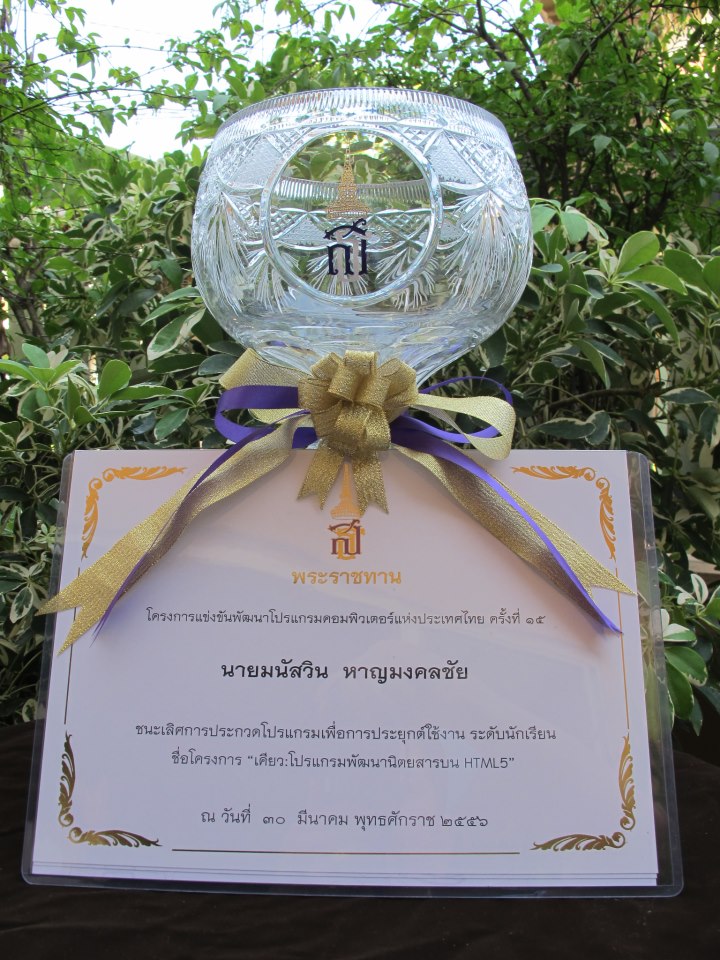 พระราชทาน
โครงการแข่งขันพัฒนาโปรแกรมคอมพิวเตอร์แห่งประเทศไทย ครั้งที่ ๑๕
นายมนัสวิน หาญมงคลชัย
ชนะเลิศการประกวดโปรแกรมเพื่อการประยุกต์ใช้งาน ระดับนักเรียน
ชื่อโครงการ "เคียว:โปรแกรมพัฒนานิตยสารบน HTML5"
ณ วันที่ ๓๐ มีนาคม พุทธศักราช ๒๕๕๖